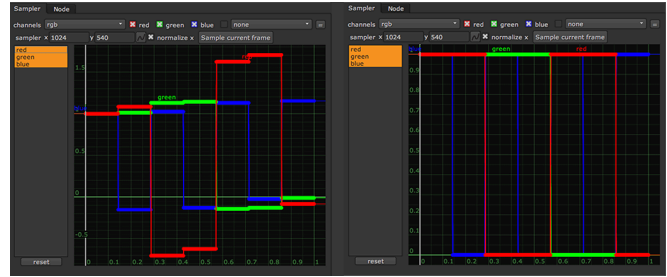 Sampler Node
channels rgb red green blue none =
sampler x 1024 y 540 normalize x Sample current frame
red
green
blue
1.5
green
1
0.5
0
-0.5
0 0.1 0.2 0.3 0.4 0.5 0.6 0.7 0.8 0.9 1
reset
Sampler Node
channels rgb red green blue none =
sampler x 1024 y 540 normalize x Sample current frame
red
green
blue
green red
0.9
0.8
0.7
0.6
0.5
0.4
0.3
0.2
0.1
0
0 0.1 0.2 0.3 0.4 0.5 0.6 0.7 0.8 0.9 1
reset